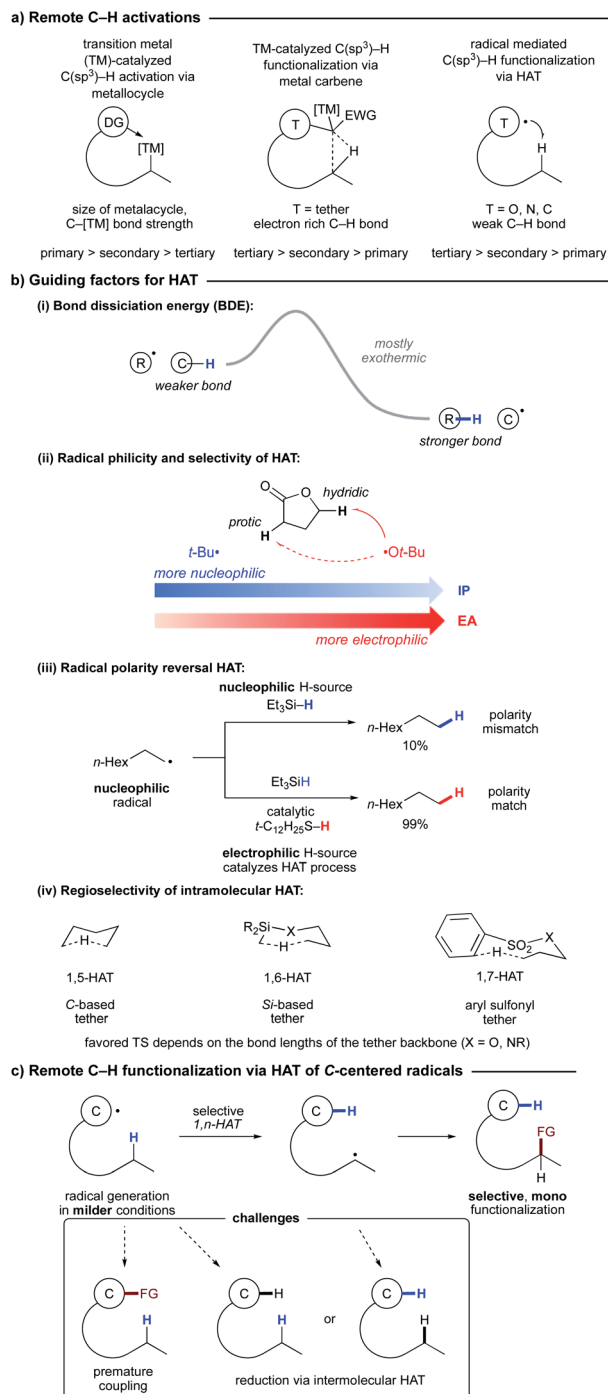 a) Remote C–H activations
transition metal
(TM)-catalyzed
C(sp³)–H activation via
metallocycle
DG
[TM]
size of metalacycle,
C–[TM] bond strength
primary > secondary > tertiary
TM-catalyzed C(sp³)–H
functionalization via
metal carbene
[TM]
T
EWG
H
T = tether
electron rich C–H bond
tertiary > secondary > primary
radical mediated
C(sp³)–H functionalization
via HAT
T •
H
T = O, N, C
weak C–H bond
tertiary > secondary > primary
b) Guiding factors for HAT
(i) Bond dissiciation energy (BDE):
mostly
exothermic
R • C–H
weaker bond
R–H C •
stronger bond
(ii) Radical philicity and selectivity of HAT:
O
O
hydridic
H
protic
H
t-Bu•
•Ot-Bu
more nucleophilic
IP
EA
more electrophilic
(iii) Radical polarity reversal HAT:
nucleophilic H-source
Et₃Si–H
n-Hex
H
10%
polarity
mismatch
n-Hex •
nucleophilic
radical
Et₃SiH
catalytic
t-C₁₂H₂₅S–H
n-Hex
H
99%
polarity
match
electrophilic H-source
catalyzes HAT process
(iv) Regioselectivity of intramolecular HAT:
H
1,5-HAT
C-based
tether
R₂Si
X
H
1,6-HAT
Si-based
tether
SO₂
X
H
1,7-HAT
aryl sulfonyl
tether
favored TS depends on the bond lengths of the tether backbone (X = O, NR)
c) Remote C–H functionalization via HAT of C-centered radicals
C •
H
radical generation
in milder conditions
selective
1,n-HAT
C–H
•
C–H
FG
H
selective, mono
functionalization
challenges
C–FG
H
premature
coupling
C–H
H
or
C–H
H
reduction via intermolecular HAT